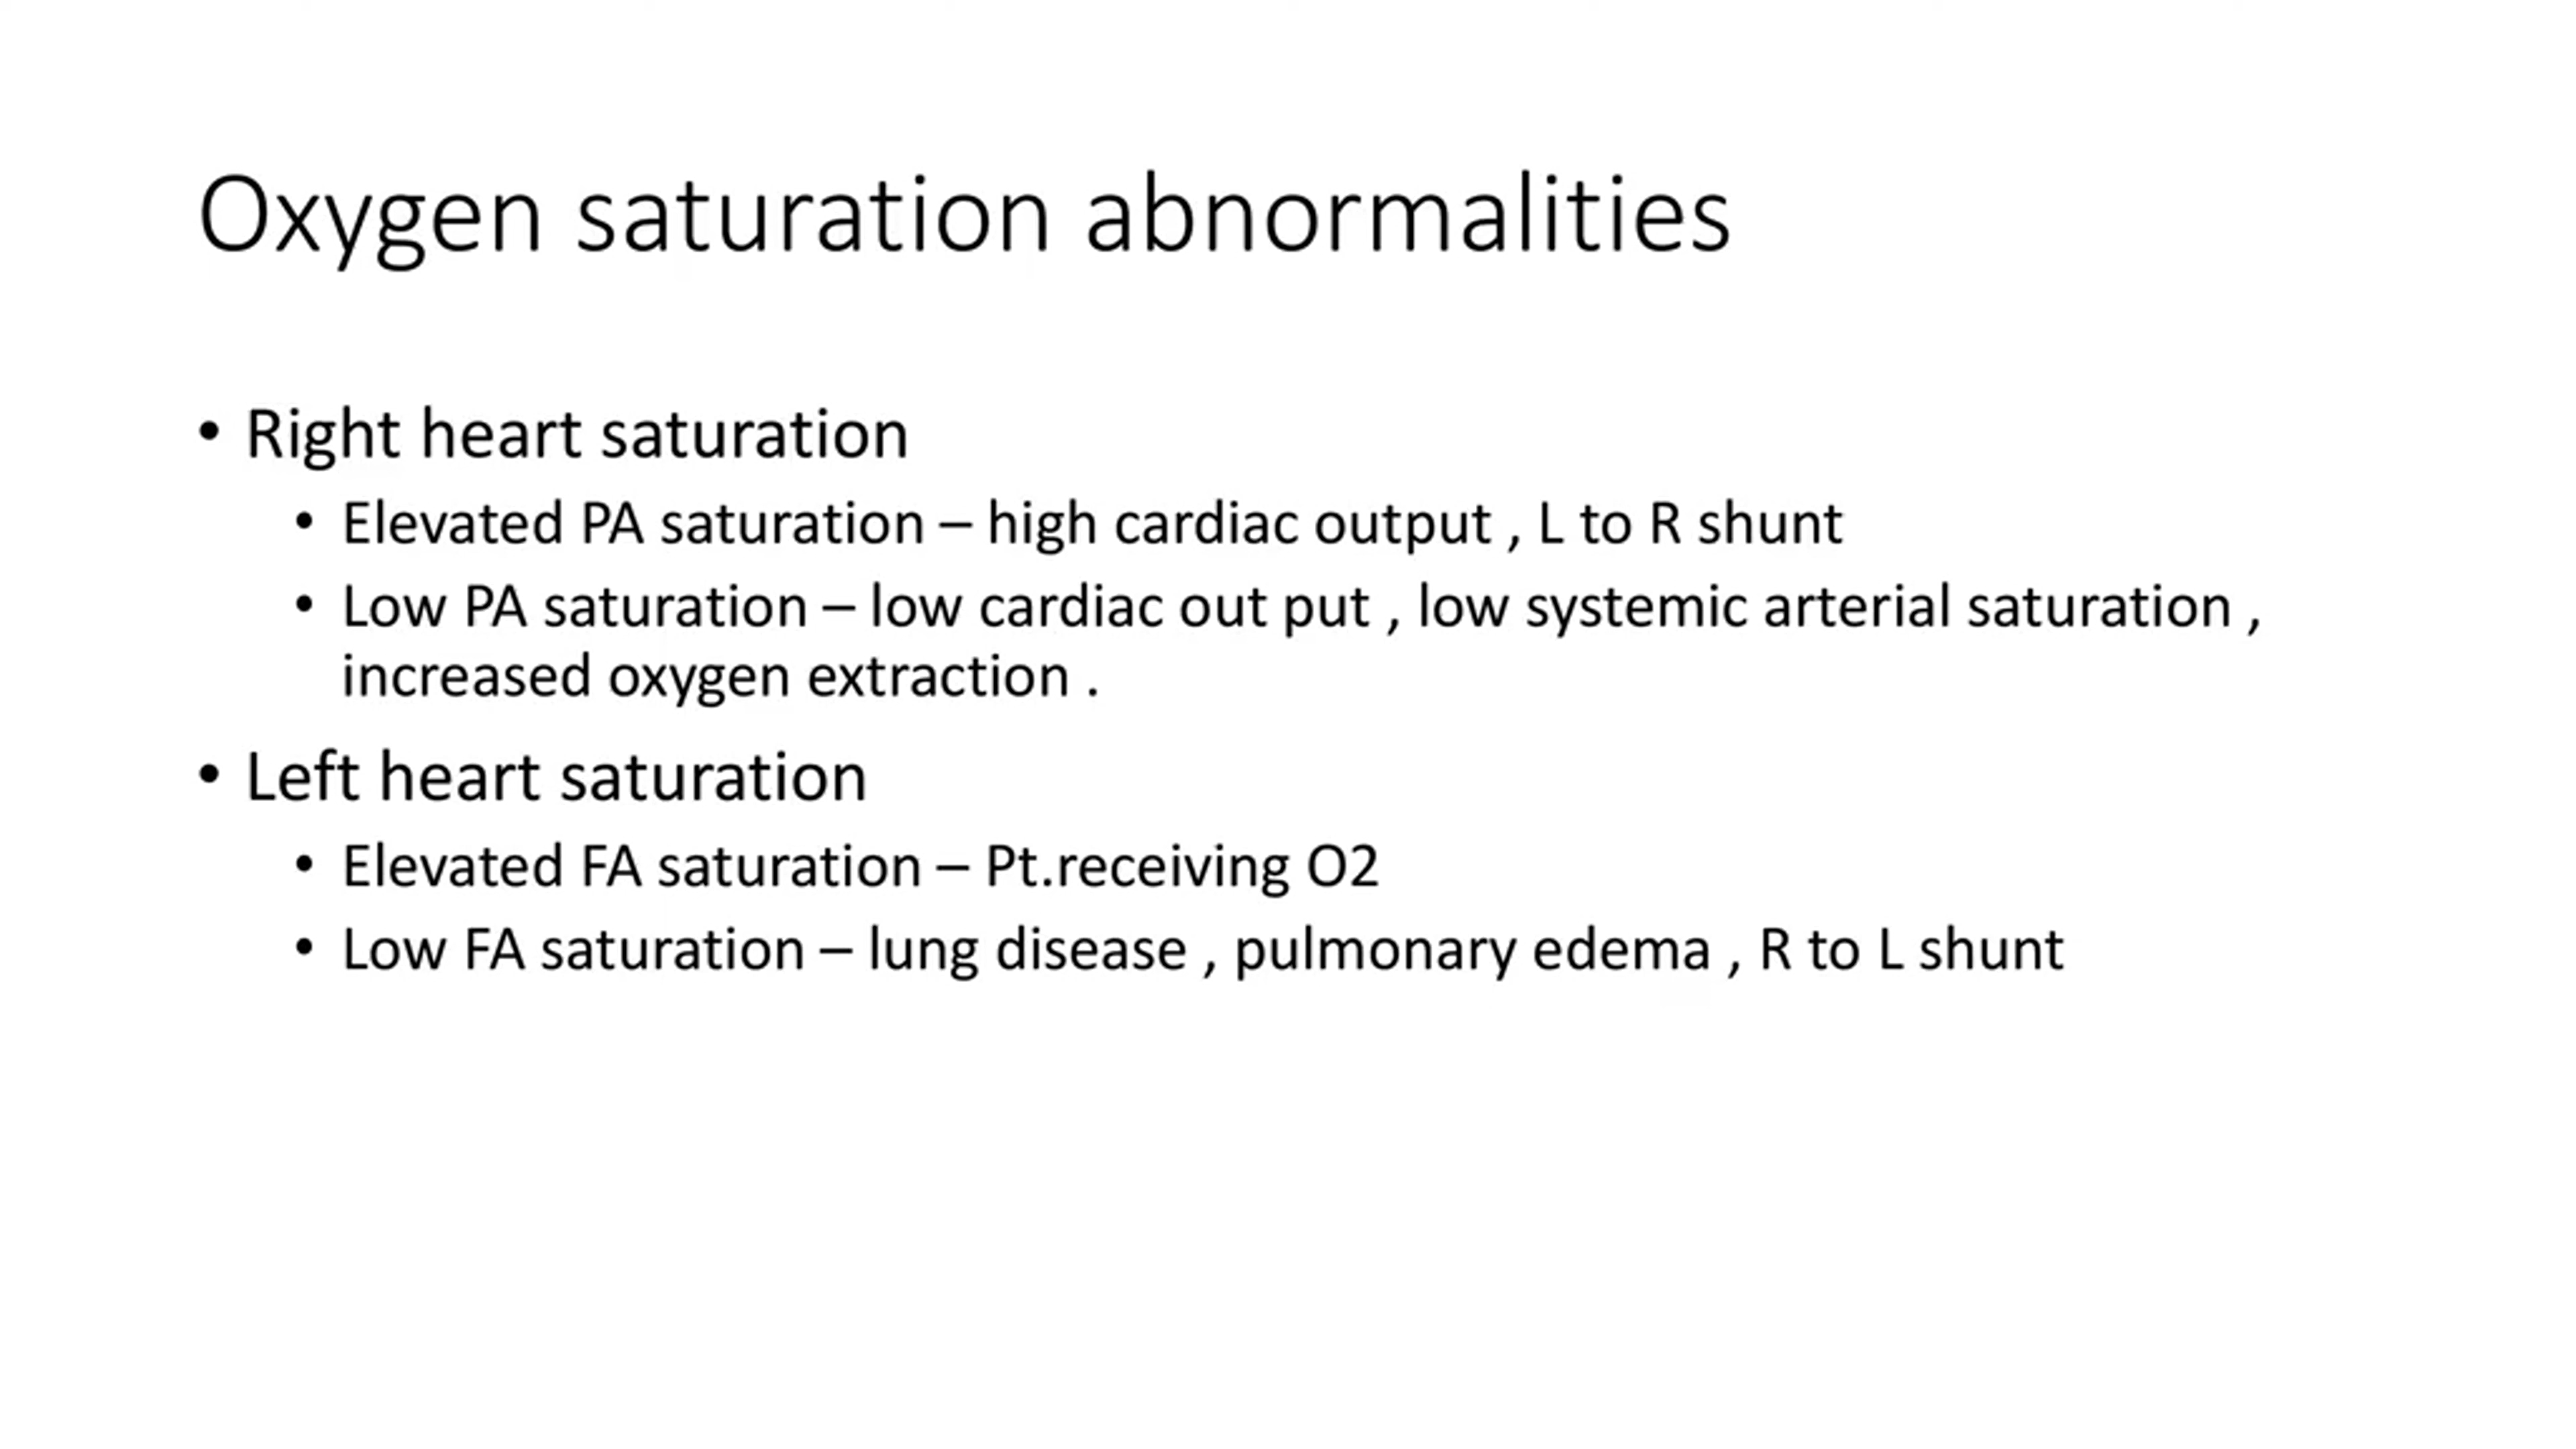 Oxygen saturation abnormalities
• Right heart saturation
• Elevated PA saturation – high cardiac output , L to R shunt
• Low PA saturation – low cardiac out put , low systemic arterial saturation ,
increased oxygen extraction .
• Left heart saturation
• Elevated FA saturation – Pt.receiving O2
• Low FA saturation – lung disease , pulmonary edema , R to L shunt